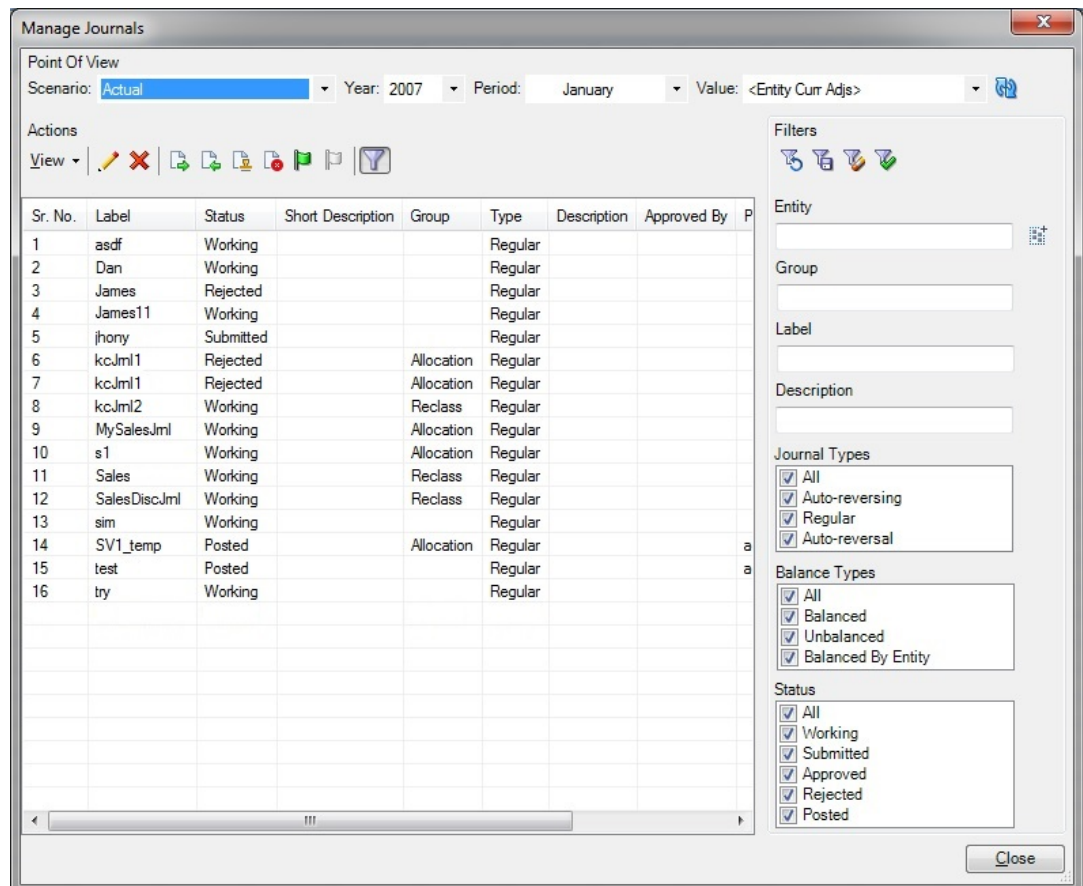 Manage Journals
Point Of View
Scenario: Actual Year: 2007 Period: January Value: <Entity Curr Adjs>
Actions
View
Sr. No. Label Status Short Description Group Type Description Approved By P
1 asdf Working Regular
2 Dan Working Regular
3 James Rejected Regular
4 James11 Working Regular
5 jhony Submitted Regular
6 kcJrnl1 Rejected Allocation Regular
7 kcJrnl1 Rejected Allocation Regular
8 kcJrnl2 Working Reclass Regular
9 MySalesJrnl Working Allocation Regular
10 s1 Working Allocation Regular
11 Sales Working Reclass Regular
12 SalesDiscJrnl Working Reclass Regular
13 sim Working Regular
14 SV1_temp Posted Allocation Regular a
15 test Posted Regular a
16 try Working Regular
Filters
Entity
Group
Label
Description
Journal Types
All
Auto-reversing
Regular
Auto-reversal
Balance Types
All
Balanced
Unbalanced
Balanced By Entity
Status
All
Working
Submitted
Approved
Rejected
Posted
Close